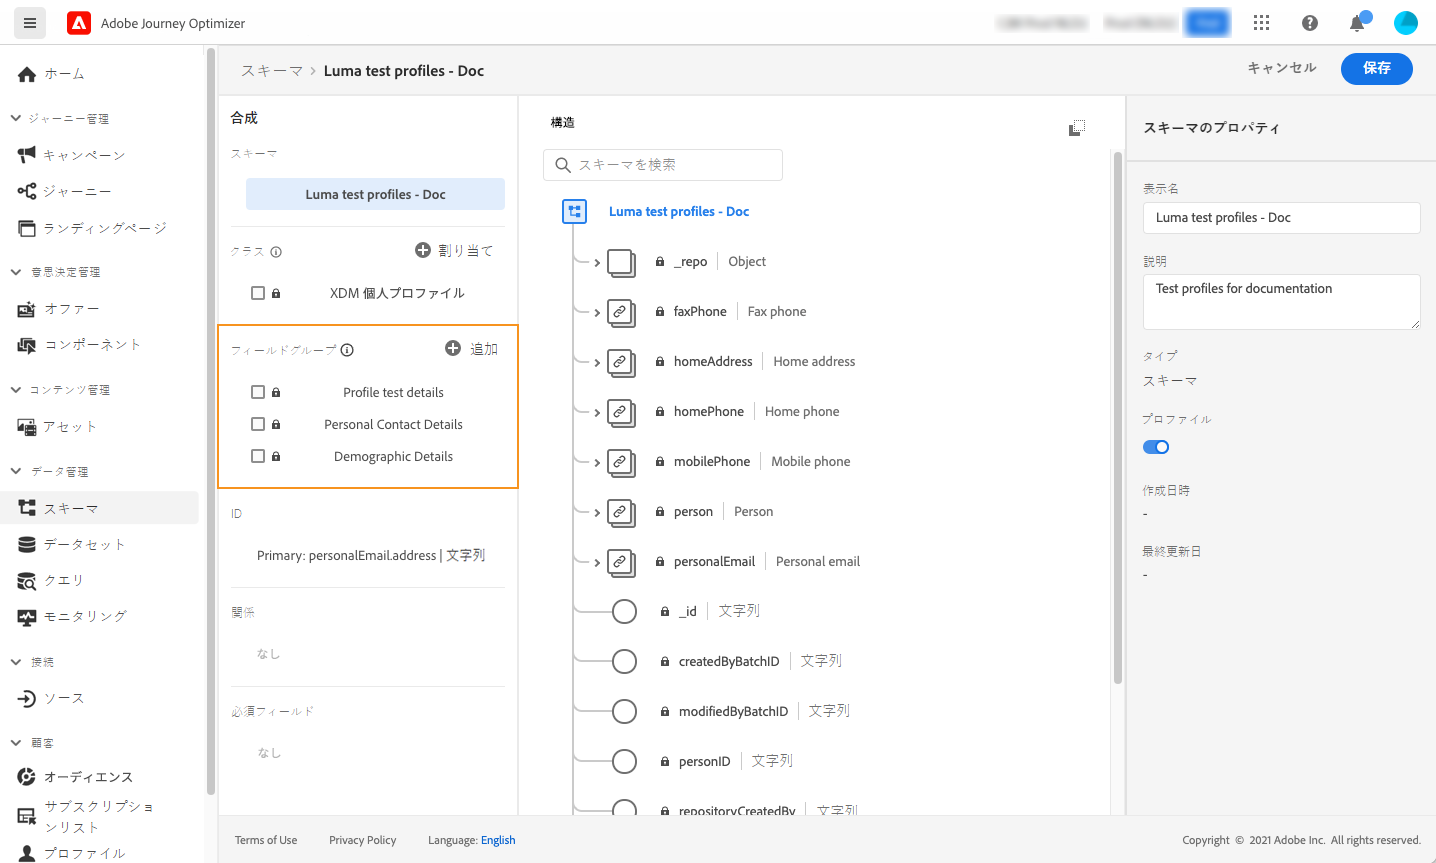 Adobe Journey Optimizer
ホーム
ジャーニー管理
キャンペーン
ジャーニー
ランディングページ
意思決定管理
オファー
コンポーネント
コンテンツ管理
アセット
データ管理
スキーマ
データセット
クエリ
モニタリング
接続
ソース
顧客
オーディエンス
サブスクリプショ
ンリスト
プロファイル
スキーマ > Luma test profiles - Doc
キャンセル
保存
合成
スキーマ
Luma test profiles - Doc
クラス
割り当て
XDM 個人プロファイル
フィールドグループ
追加
Profile test details
Personal Contact Details
Demographic Details
ID
Primary: personalEmail.address | 文字列
関係
なし
必須フィールド
なし
構造
スキーマを検索
Luma test profiles - Doc
_repo | Object
faxPhone | Fax phone
homeAddress | Home address
homePhone | Home phone
mobilePhone | Mobile phone
person | Person
personalEmail | Personal email
_id | 文字列
createdByBatchID | 文字列
modifiedByBatchID | 文字列
personID | 文字列
repositoryCreatedBy | 文字列
スキーマのプロパティ
表示名
Luma test profiles - Doc
説明
Test profiles for documentation
タイプ
スキーマ
プロファイル
作成日時
-
最終更新日
-
Terms of Use
Privacy Policy
Language: English
Copyright © 2021 Adobe Inc. All rights reserved.